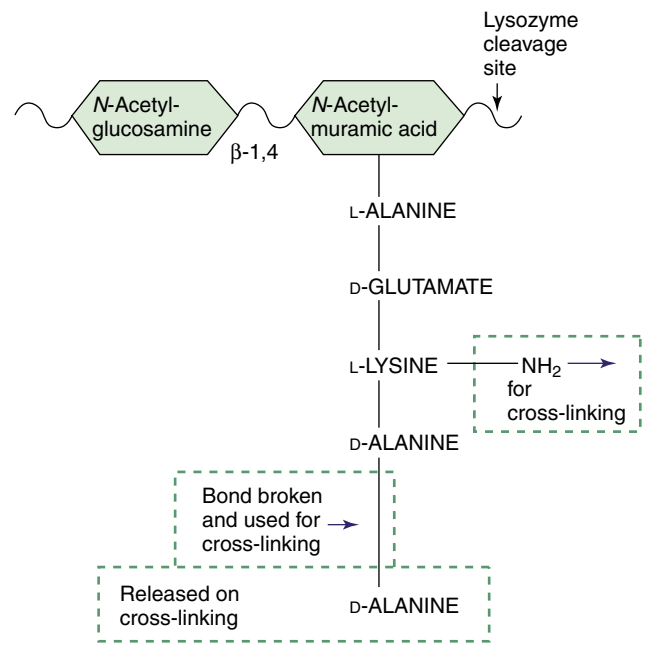 Lysozyme
cleavage
site
N-Acetyl-
glucosamine
N-Acetyl-
muramic acid
β-1,4
L-ALANINE
D-GLUTAMATE
L-LYSINE
NH₂
for
cross-linking
D-ALANINE
Bond broken
and used for
cross-linking
Released on
cross-linking
D-ALANINE